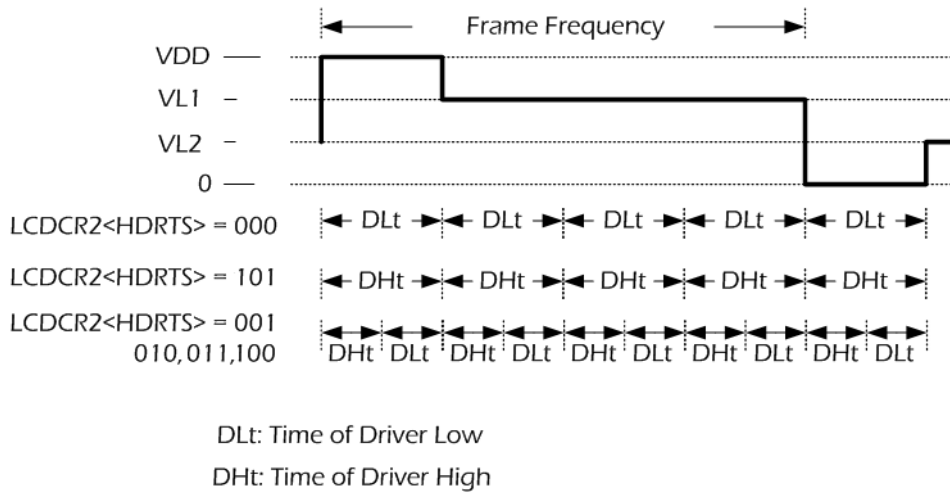 Frame Frequency
VDD
VL1
VL2
0
LCDCR2<HDRTS> = 000 DLt DLt DLt DLt DLt
LCDCR2<HDRTS> = 101 DHt DHt DHt DHt DHt
LCDCR2<HDRTS> = 001
010,011,100 DHt DLt DHt DLt DHt DLt DHt DLt DHt DLt
DLt: Time of Driver Low
DHt: Time of Driver High